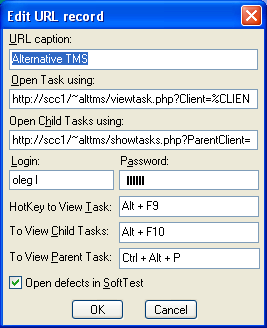 Edit URL record
URL caption:
Alternative TMS
Open Task using:
http://scc1/~alttms/viewtask.php?Client=%CLIEN
Open Child Tasks using:
http://scc1/~alttms/showtasks.php?ParentClient=
Login: Password:
oleg l
HotKey to View Task: Alt + F9
To View Child Tasks: Alt + F10
To View Parent Task: Ctrl + Alt + P
Open defects in SoftTest
OK Cancel